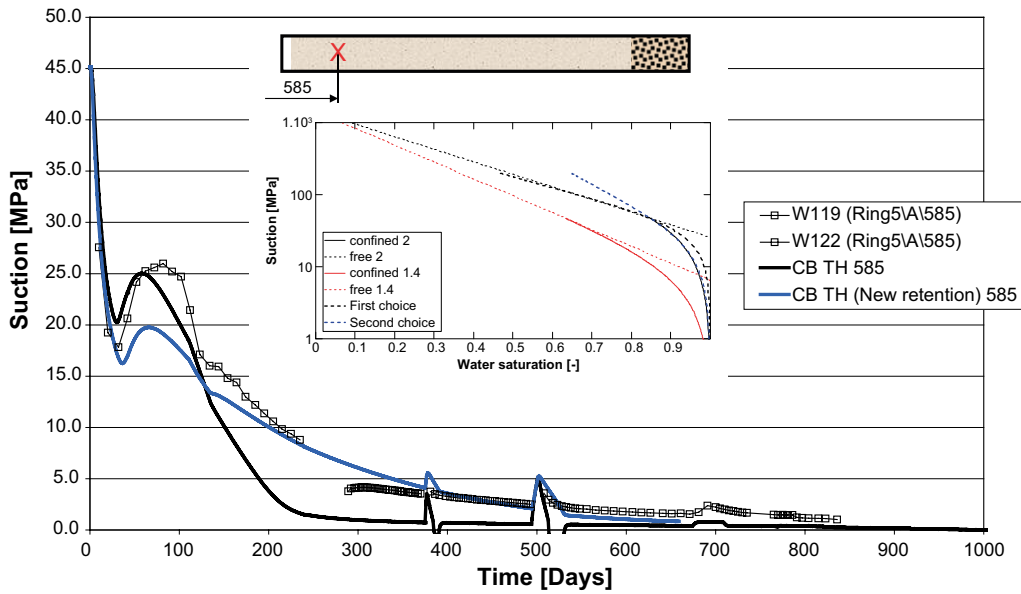 50.0
45.0
40.0
35.0
30.0
25.0
20.0
15.0
10.0
5.0
0.0
Suction [MPa]
0 100 200 300 400 500 600 700 800 900 1000
Time [Days]
X
585
1.10³
100
10
1
Suction [MPa]
0 0.1 0.2 0.3 0.4 0.5 0.6 0.7 0.8 0.9
Water saturation [-]
confined 2
free 2
confined 1.4
free 1.4
First choice
Second choice
W119 (Ring5\A\585)
W122 (Ring5\A\585)
CB TH 585
CB TH (New retention) 585